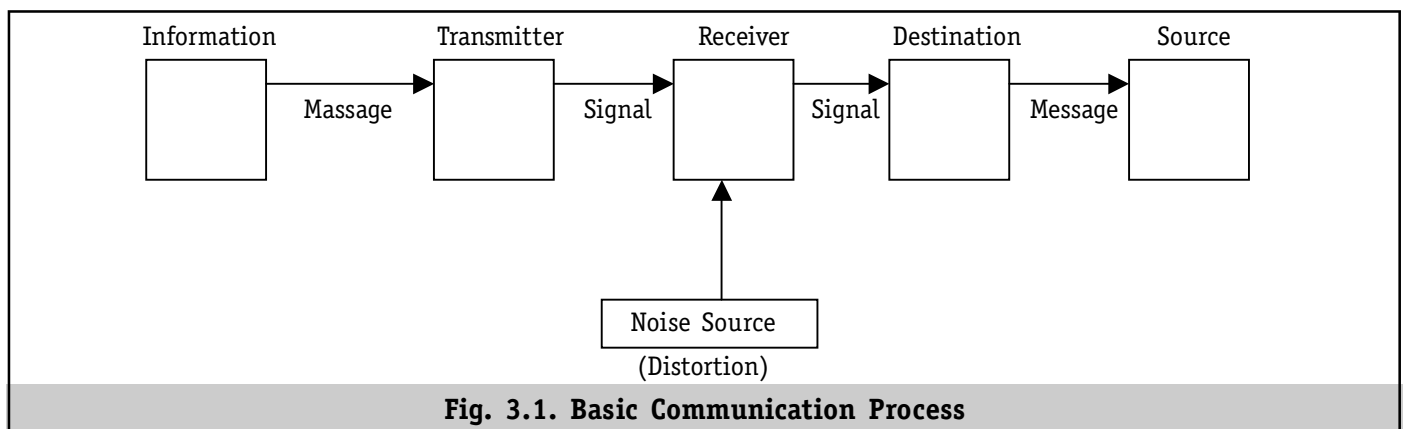 Information Transmitter Receiver Destination Source
Massage Signal Signal Message
Noise Source
(Distortion)
Fig. 3.1. Basic Communication Process